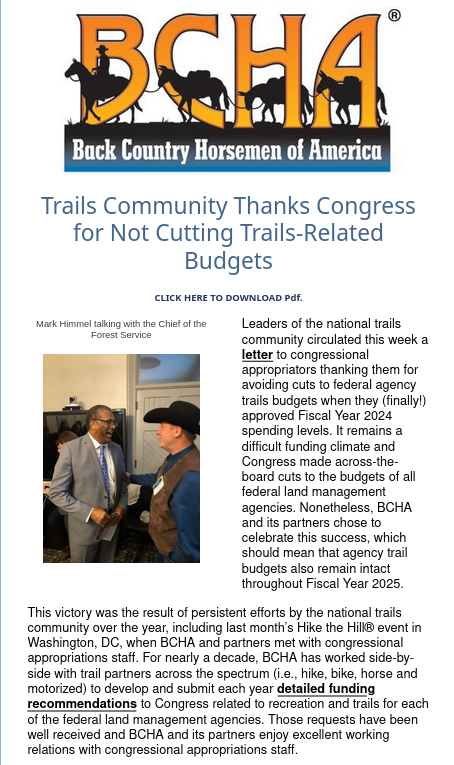 BCHA®
Back Country Horsemen of America
Trails Community Thanks Congress
for Not Cutting Trails-Related
Budgets
CLICK HERE TO DOWNLOAD Pdf.
Mark Himmel talking with the Chief of the
Forest Service
Leaders of the national trails
community circulated this week a
letter to congressional
appropriators thanking them for
avoiding cuts to federal agency
trails budgets when they (finally!)
approved Fiscal Year 2024
spending levels. It remains a
difficult funding climate and
Congress made across-the-
board cuts to the budgets of all
federal land management
agencies. Nonetheless, BCHA
and its partners chose to
celebrate this success, which
should mean that agency trail
budgets also remain intact
throughout Fiscal Year 2025.
This victory was the result of persistent efforts by the national trails
community over the year, including last month's Hike the Hill® event in
Washington, DC, when BCHA and partners met with congressional
appropriations staff. For nearly a decade, BCHA has worked side-by-
side with trail partners across the spectrum (i.e., hike, bike, horse and
motorized) to develop and submit each year detailed funding
recommendations to Congress related to recreation and trails for each
of the federal land management agencies. Those requests have been
well received and BCHA and its partners enjoy excellent working
relations with congressional appropriations staff.